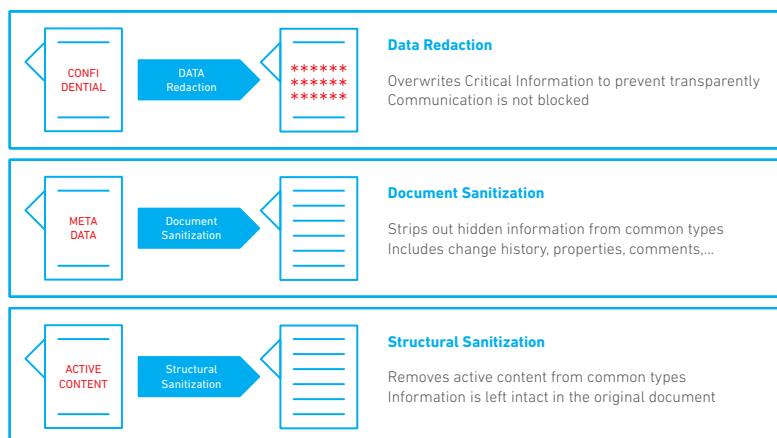 CONFI
DENTIAL
DATA
Redaction
******
******
******
Data Redaction
Overwrites Critical Information to prevent transparently
Communication is not blocked
META
DATA
Document
Sanitization
Document Sanitization
Strips out hidden information from common types
Includes change history, properties, comments,...
ACTIVE
CONTENT
Structural
Sanitization
Structural Sanitization
Removes active content from common types
Information is left intact in the original document